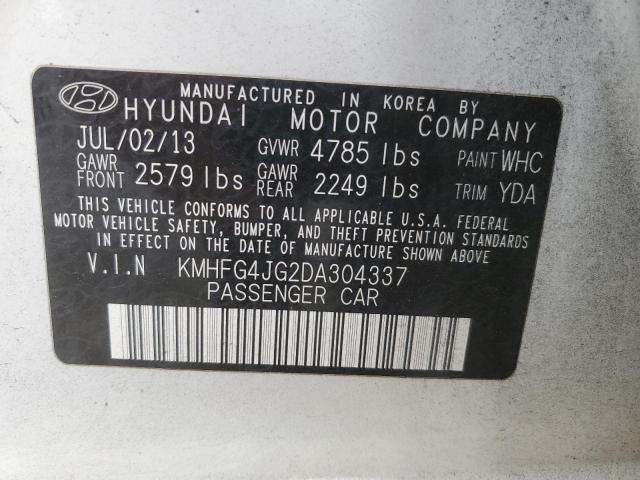 MANUFACTURED IN KOREA BY
HYUNDAI MOTOR COMPANY
JUL/02/13 GVWR 4785 lbs PAINT WHC
GAWR FRONT 2579 lbs GAWR REAR 2249 lbs TRIM YDA
THIS VEHICLE CONFORMS TO ALL APPLICABLE U.S.A. FEDERAL
MOTOR VEHICLE SAFETY, BUMPER, AND THEFT PREVENTION STANDARDS
IN EFFECT ON THE DATE OF MANUFACTURE SHOWN ABOVE
V.I.N KMHFG4JG2DA304337
PASSENGER CAR